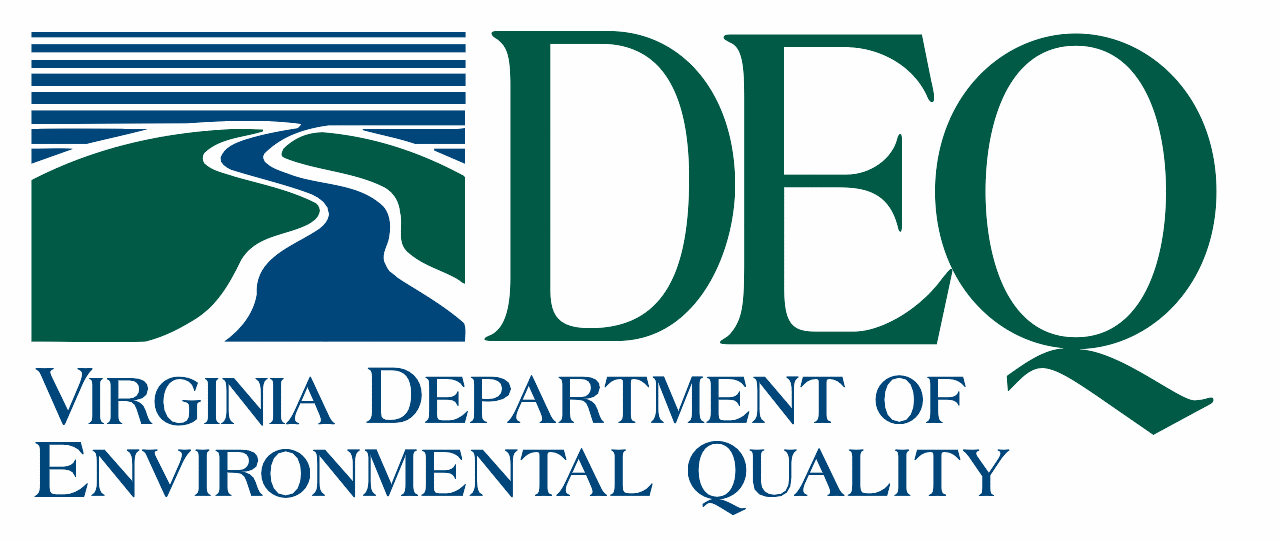 DEQ
VIRGINIA DEPARTMENT OF
ENVIRONMENTAL QUALITY